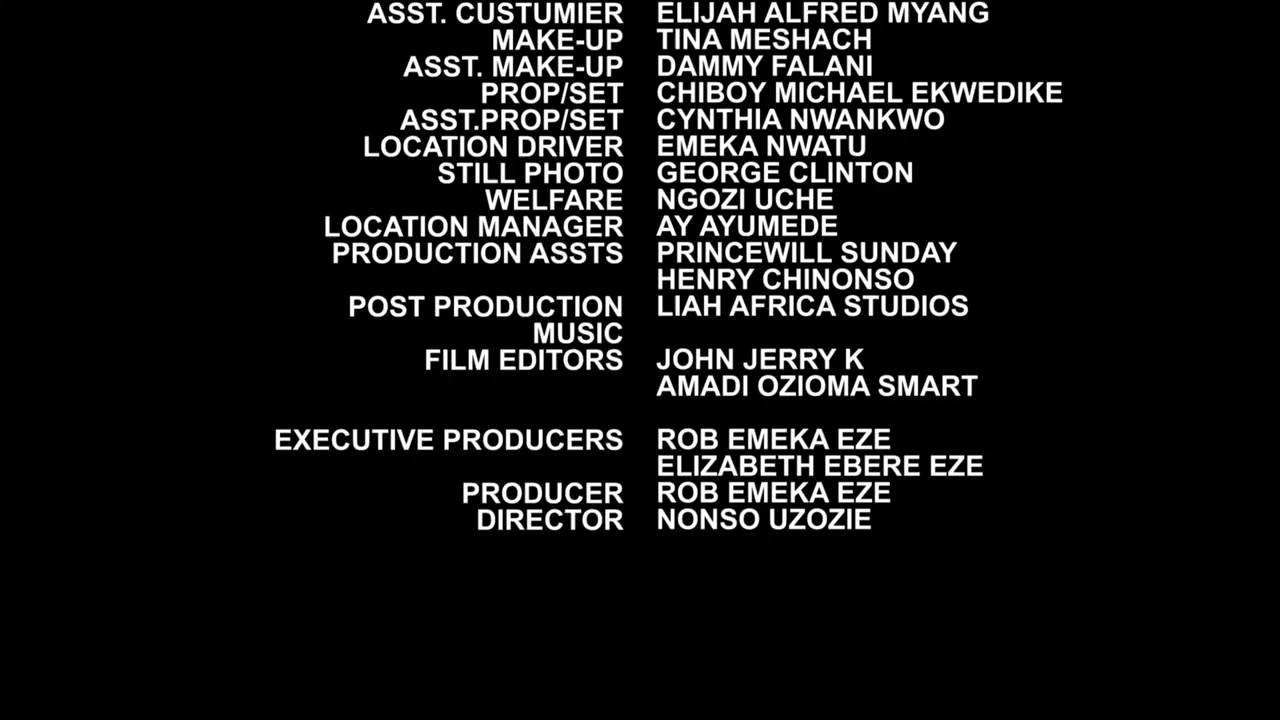 ASST. CUSTUMIER ELIJAH ALFRED MYANG
MAKE-UP TINA MESHACH
ASST. MAKE-UP DAMMY FALANI
PROP/SET CHIBOY MICHAEL EKWEDIKE
ASST.PROP/SET CYNTHIA NWANKWO
LOCATION DRIVER EMEKA NWATU
STILL PHOTO GEORGE CLINTON
WELFARE NGOZI UCHE
LOCATION MANAGER AY AYUMEDE
PRODUCTION ASSTS PRINCEWILL SUNDAY
HENRY CHINONSO
POST PRODUCTION LIAH AFRICA STUDIOS
MUSIC
FILM EDITORS JOHN JERRY K
AMADI OZIOMA SMART
EXECUTIVE PRODUCERS ROB EMEKA EZE
ELIZABETH EBERE EZE
PRODUCER ROB EMEKA EZE
DIRECTOR NONSO UZOZIE